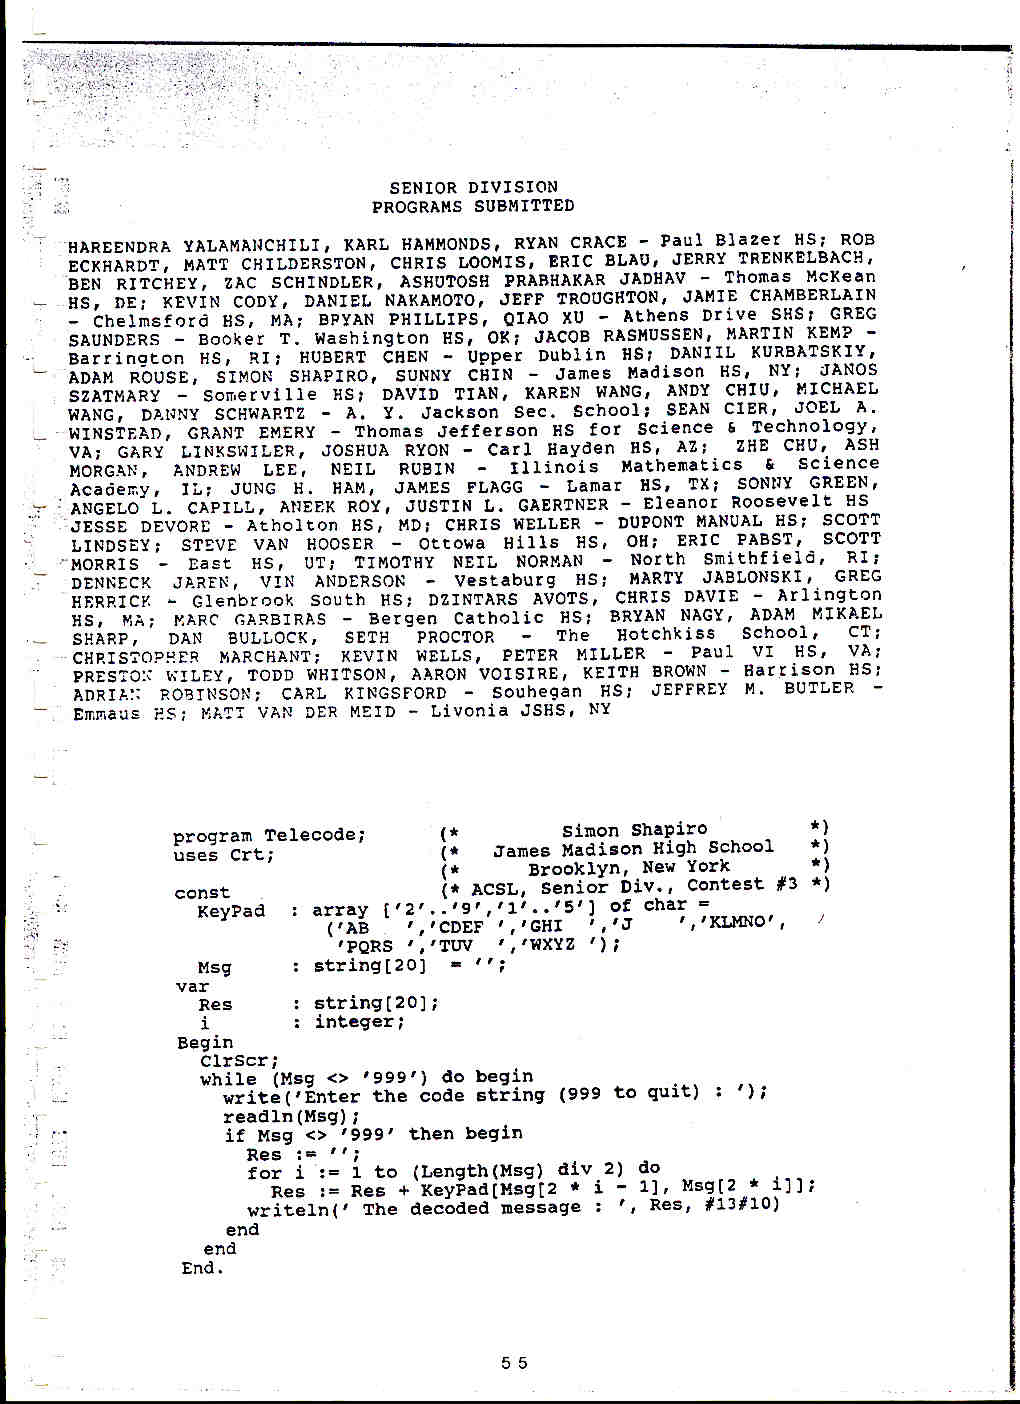 SENIOR DIVISION
PROGRAMS SUBMITTED
HAREENDRA YALAMANCHILI, KARL HAMMONDS, RYAN CRACE - Paul Blazer HS; ROB
ECKHARDT, MATT CHILDERSTON, CHRIS LOOMIS, ERIC BLAU, JERRY TRENKELBACH,
BEN RITCHEY, ZAC SCHINDLER, ASHUTOSH PRABHAKAR JADHAV - Thomas McKean
HS, DE; KEVIN CODY, DANIEL NAKAMOTO, JEFF TROUGHTON, JAMIE CHAMBERLAIN
- Chelmsford HS, MA; BPYAN PHILLIPS, QIAO XU - Athens Drive SHS; GREG
SAUNDERS - Booker T. Washington HS, OK; JACOB RASMUSSEN, MARTIN KEMP -
Barrington HS, RI; HUBERT CHEN - Upper Dublin HS; DANIIL KURBATSKIY,
ADAM ROUSE, SIMON SHAPIRO, SUNNY CHIN - James Madison HS, NY; JANOS
SZATMARY - Somerville HS; DAVID TIAN, KAREN WANG, ANDY CHIU, MICHAEL
WANG, DANNY SCHWARTZ - A. Y. Jackson Sec. School; SEAN CIER, JOEL A.
WINSTEAD, GRANT EMERY - Thomas Jefferson HS for Science & Technology,
VA; GARY LINKSWILER, JOSHUA RYON - Carl Hayden HS, AZ; ZHE CHU, ASH
MORGAN, ANDREW LEE, NEIL RUBIN - Illinois Mathematics & Science
Academy, IL; JUNG H. HAM, JAMES FLAGG - Lamar HS, TX; SONNY GREEN,
ANGELO L. CAPILL, ANEEK ROY, JUSTIN L. GAERTNER - Eleanor Roosevelt HS
JESSE DEVORE - Atholton HS, MD; CHRIS WELLER - DUPONT MANUAL HS; SCOTT
LINDSEY; STEVE VAN HOOSER - Ottowa Hills HS, OH; ERIC PABST, SCOTT
MORRIS - East HS, UT; TIMOTHY NEIL NORMAN - North Smithfield, RI;
DENNECK JAREN, VIN ANDERSON - Vestaburg HS; MARTY JABLONSKI, GREG
HERRICK - Glenbrook South HS; DZINTARS AVOTS, CHRIS DAVIE - Arlington
HS, MA; MARC GARBIRAS - Bergen Catholic HS; BRYAN NAGY, ADAM MIKAEL
SHARP, DAN BULLOCK, SETH PROCTOR - The Hotchkiss School, CT;
CHRISTOPHER MARCHANT; KEVIN WELLS, PETER MILLER - Paul VI HS, VA;
PRESTON WILEY, TODD WHITSON, AARON VOISIRE, KEITH BROWN - Harrison HS;
ADRIAN ROBINSON; CARL KINGSFORD - Souhegan HS; JEFFREY M. BUTLER -
Emmaus HS; MATT VAN DER MEID - Livonia JSHS, NY
program Telecode; (* Simon Shapiro *)
uses Crt; (* James Madison High School *)
(* Brooklyn, New York *)
const (* ACSL, Senior Div., Contest #3 *)
KeyPad : array ['2'..'9','1'..'5'] of char =
('AB   ','CDEF ','GHI  ','J    ','KLMNO',
'PQRS ','TUV  ','WXYZ ');
Msg : string[20] = '';
var
Res : string[20];
i : integer;
Begin
ClrScr;
while (Msg <> '999') do begin
write('Enter the code string (999 to quit) : ');
readln(Msg);
if Msg <> '999' then begin
Res := '';
for i := 1 to (Length(Msg) div 2) do
Res := Res + KeyPad[Msg[2 * i - 1], Msg[2 * i]];
writeln(' The decoded message : ', Res, #13#10)
end
end
End.
55